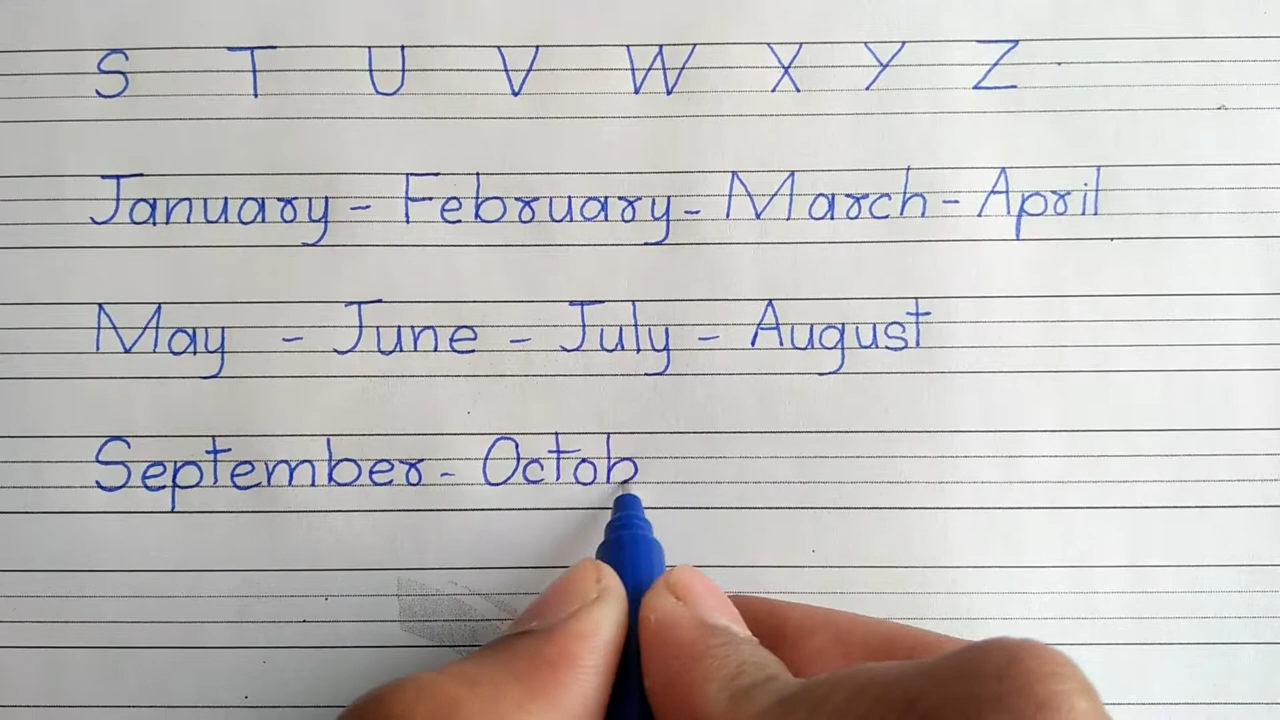 S T U V W X Y Z
January - February - March - April
May - June - July - August
September - Octob